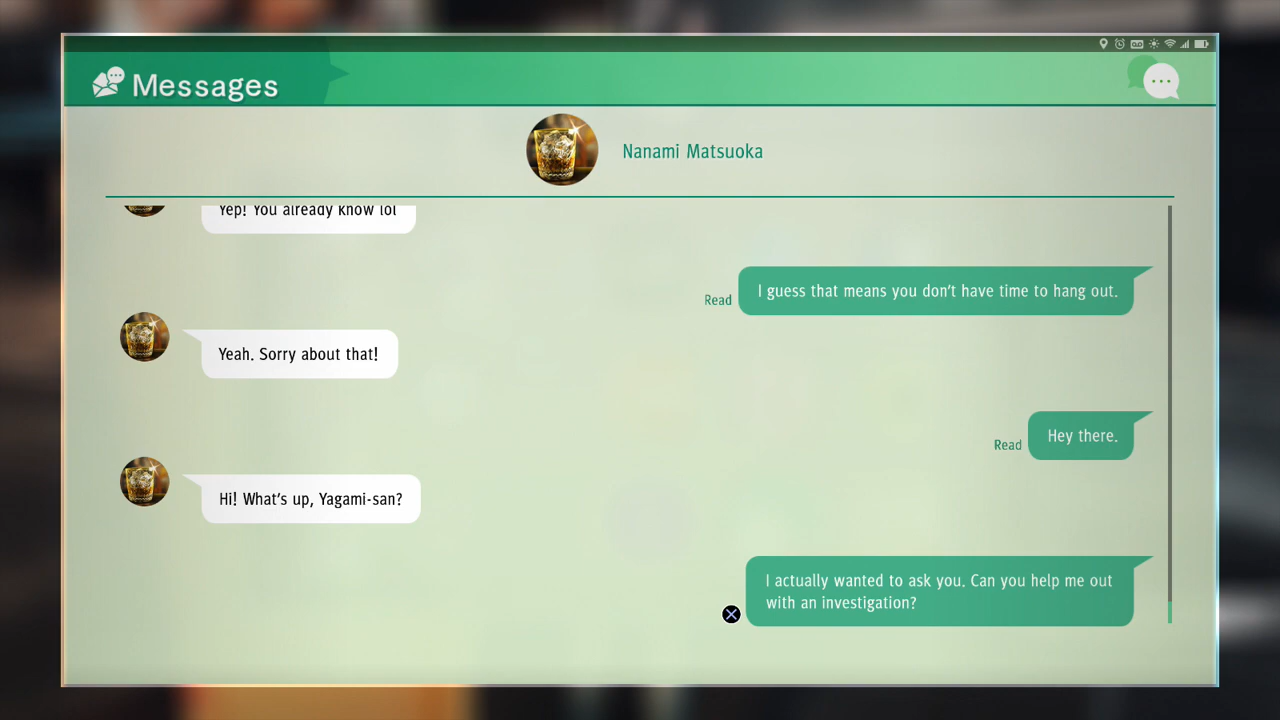 Messages
Nanami Matsuoka
Yep! You already know lol
I guess that means you don't have time to hang out.
Read
Yeah. Sorry about that!
Hey there.
Read
Hi! What's up, Yagami-san?
I actually wanted to ask you. Can you help me out
with an investigation?